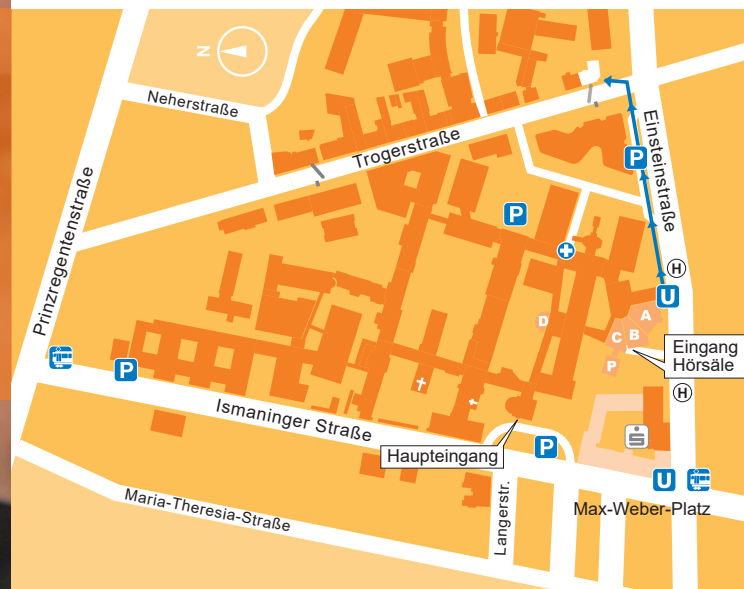 N
Neherstraße
Trogerstraße
Einsteinstraße
P
Prinzregentenstraße
P
H
U
A
D
C
B
Eingang
Hörsäle
P
P
H
Ismaninger Straße
S
Haupteingang
P
U
Langerstr.
Max-Weber-Platz
Maria-Theresia-Straße